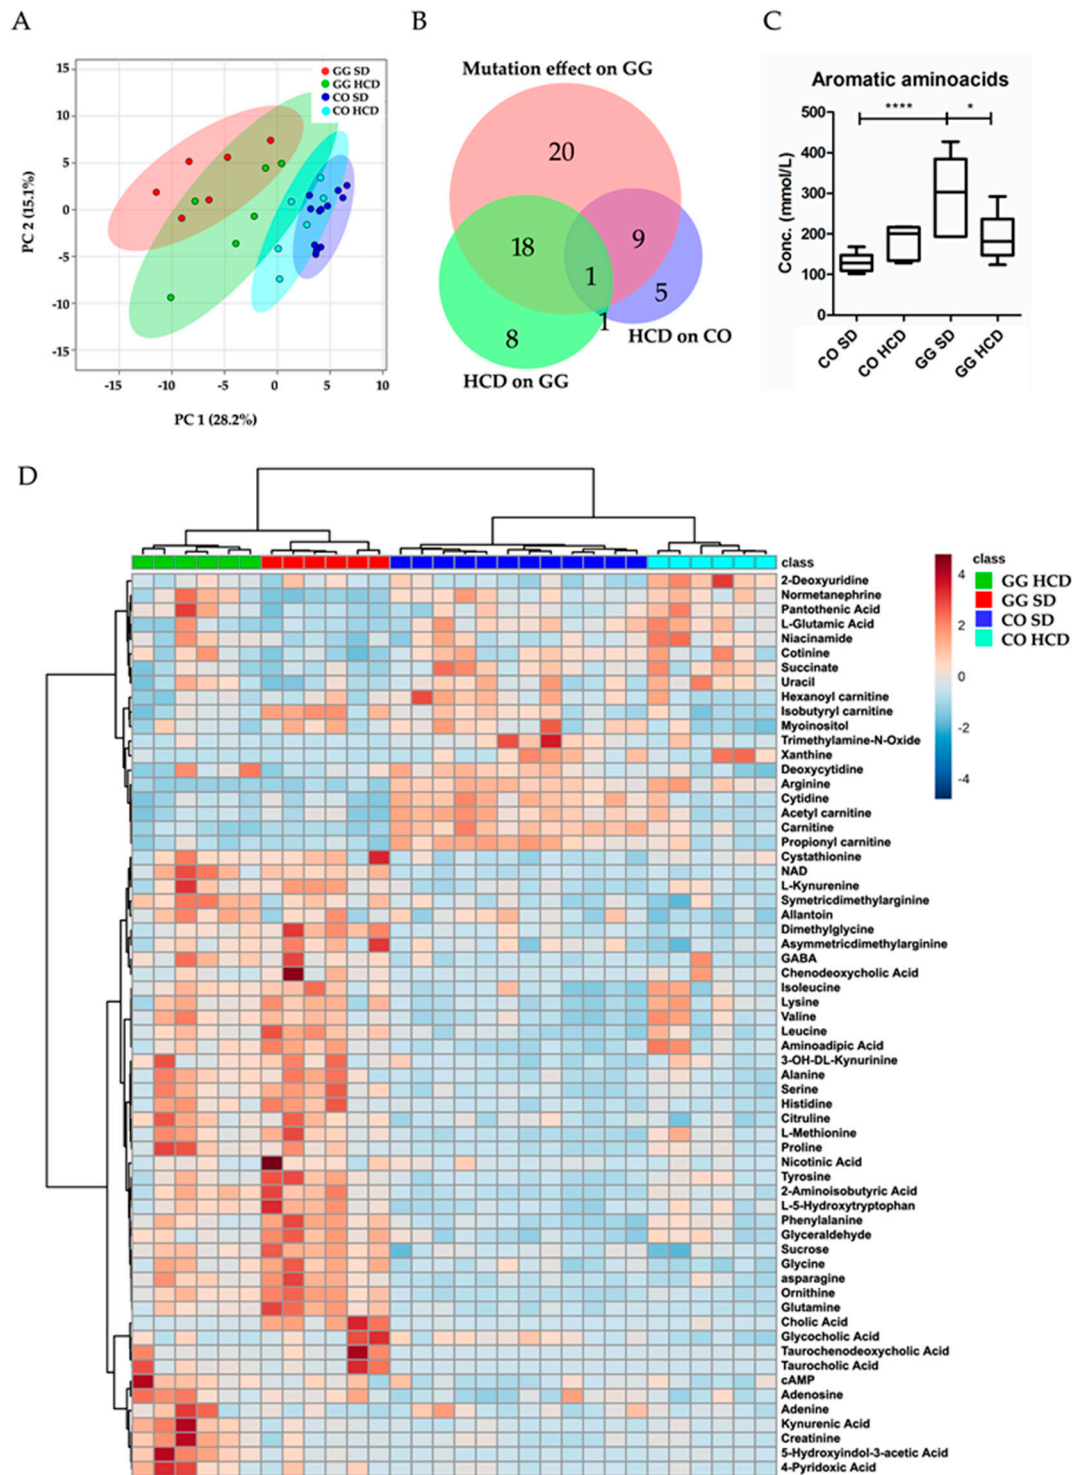 A
B
C
15
10
5
0
-5
-10
-15
-15
-10
-5
0
5
10
PC 2 (15.1%)
PC 1 (28.2%)
GG SD
GG HCD
CO SD
CO HCD
Mutation effect on GG
20
18
9
1
5
1
8
HCD on CO
HCD on GG
Aromatic aminoacids
**** *
500
400
300
200
100
0
Conc. (mmol/L)
CO SD
CO HCD
GG SD
GG HCD
D
class
2-Deoxyuridine
Normetanephrine
Pantothenic Acid
L-Glutamic Acid
Niacinamide
Cotinine
Succinate
Uracil
Hexanoyl carnitine
Isobutyryl carnitine
Myoinositol
Trimethylamine-N-Oxide
Xanthine
Deoxycytidine
Arginine
Cytidine
Acetyl carnitine
Carnitine
Propionyl carnitine
Cystathionine
NAD
L-Kynurenine
Symetricdimethylarginine
Allantoin
Dimethylglycine
Asymmetricdimethylarginine
GABA
Chenodeoxycholic Acid
Isoleucine
Lysine
Valine
Leucine
Aminoadipic Acid
3-OH-DL-Kynurinine
Alanine
Serine
Histidine
Citruline
L-Methionine
Proline
Nicotinic Acid
Tyrosine
2-Aminoisobutyric Acid
L-5-Hydroxytryptophan
Phenylalanine
Glyceraldehyde
Sucrose
Glycine
asparagine
Ornithine
Glutamine
Cholic Acid
Glycocholic Acid
Taurochenodeoxycholic Acid
Taurocholic Acid
cAMP
Adenosine
Adenine
Kynurenic Acid
Creatinine
5-Hydroxyindol-3-acetic Acid
4-Pyridoxic Acid
4
2
0
-2
-4
class
GG HCD
GG SD
CO SD
CO HCD